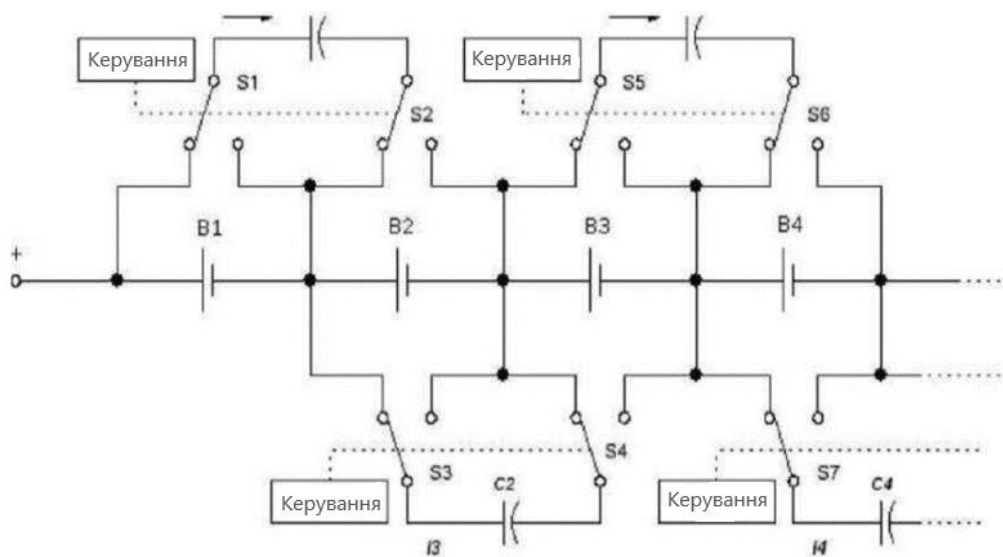 Керування
S1
S2
Керування
S5
S6
+
B1
B2
B3
B4
Керування
S3
C2
S4
I3
Керування
S7
C4
I4